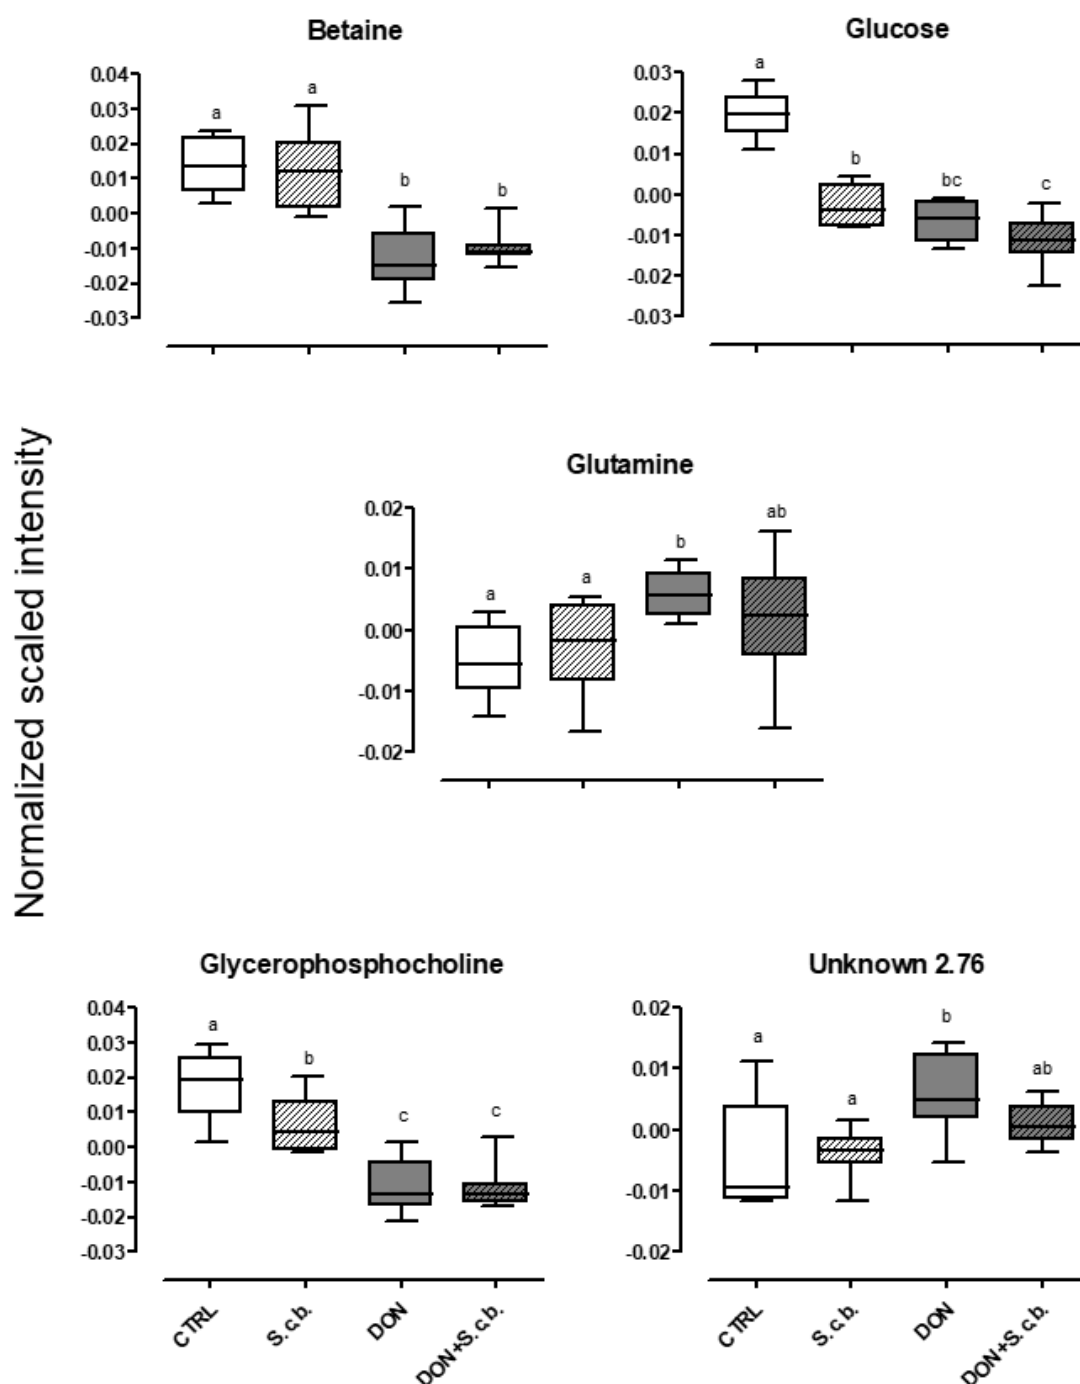 Betaine
0.04
0.03
0.02
0.01
0.00
-0.01
-0.02
-0.03
a
a
b
b
Glucose
0.03
0.02
0.01
0.00
-0.01
-0.02
-0.03
a
b
bc
c
Normalized scaled intensity
Glutamine
0.02
0.01
0.00
-0.01
-0.02
a
a
b
ab
Glycerophosphocholine
0.04
0.03
0.02
0.01
0.00
-0.01
-0.02
-0.03
a
b
c
c
CTRL
S.c.b.
DON
DON+S.c.b.
Unknown 2.76
0.02
0.01
0.00
-0.01
-0.02
a
a
b
ab
CTRL
S.c.b.
DON
DON+S.c.b.